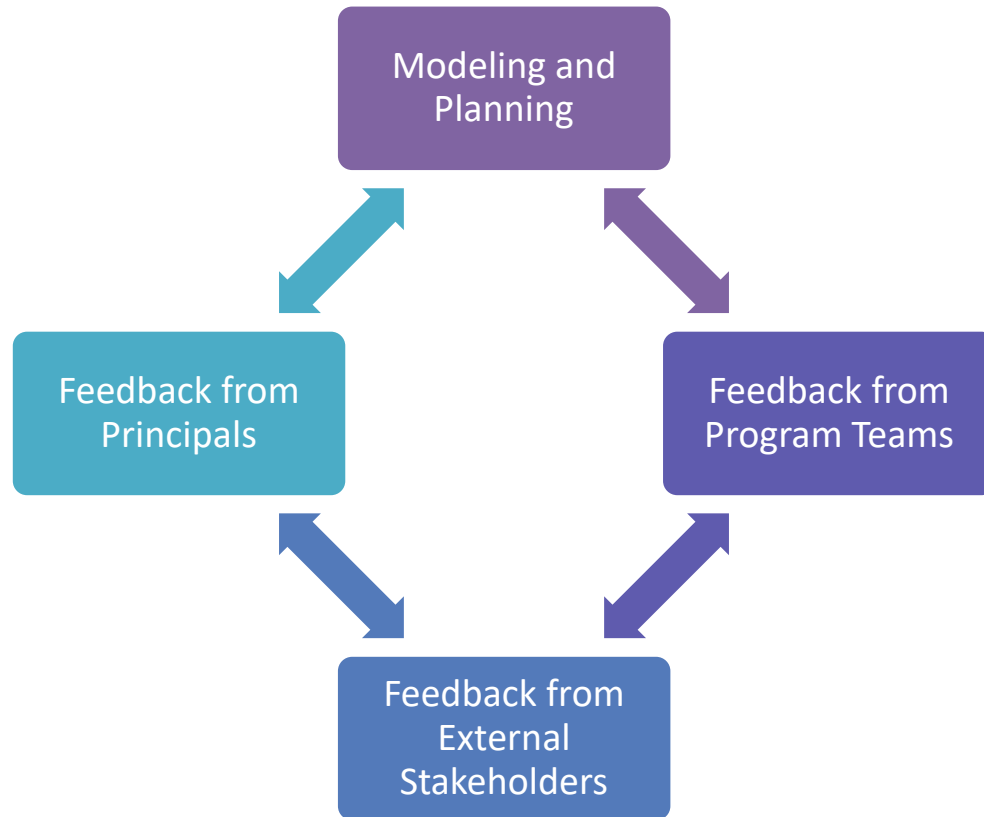 Modeling and
Planning
Feedback from
Principals
Feedback from
Program Teams
Feedback from
External
Stakeholders